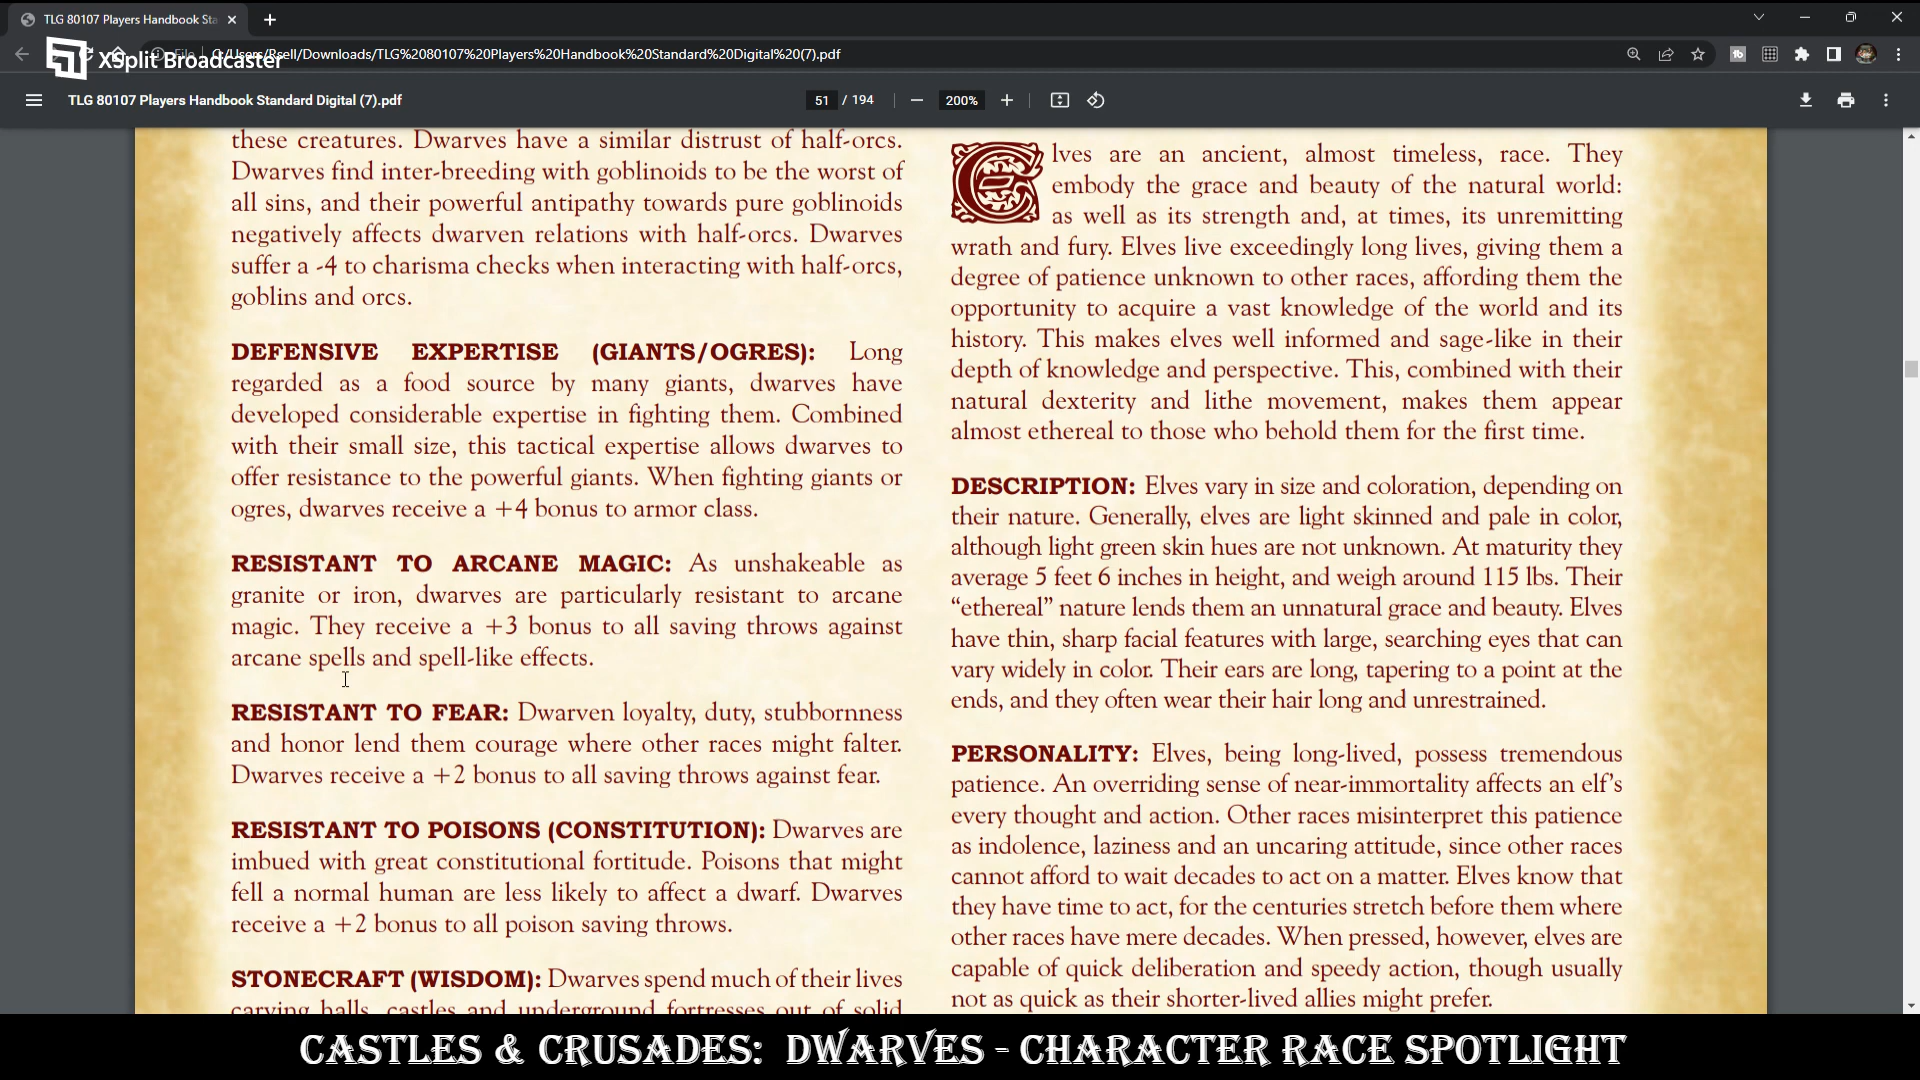 TLG 80107 Players Handbook Sta
XSplit Broadcaster
File
C:/Users/Rsell/Downloads/TLG%2080107%20Players%20Handbook%20Standard%20Digital%20(7).pdf
TLG 80107 Players Handbook Standard Digital (7).pdf
51 / 194
200%
these creatures. Dwarves have a similar distrust of half-orcs.
Dwarves find inter-breeding with goblinoids to be the worst of
all sins, and their powerful antipathy towards pure goblinoids
negatively affects dwarven relations with half-orcs. Dwarves
suffer a -4 to charisma checks when interacting with half-orcs,
goblins and orcs.
DEFENSIVE EXPERTISE (GIANTS/OGRES): Long
regarded as a food source by many giants, dwarves have
developed considerable expertise in fighting them. Combined
with their small size, this tactical expertise allows dwarves to
offer resistance to the powerful giants. When fighting giants or
ogres, dwarves receive a +4 bonus to armor class.
RESISTANT TO ARCANE MAGIC: As unshakeable as
granite or iron, dwarves are particularly resistant to arcane
magic. They receive a +3 bonus to all saving throws against
arcane spells and spell-like effects.
RESISTANT TO FEAR: Dwarven loyalty, duty, stubbornness
and honor lend them courage where other races might falter.
Dwarves receive a +2 bonus to all saving throws against fear.
RESISTANT TO POISONS (CONSTITUTION): Dwarves are
imbued with great constitutional fortitude. Poisons that might
fell a normal human are less likely to affect a dwarf. Dwarves
receive a +2 bonus to all poison saving throws.
STONECRAFT (WISDOM): Dwarves spend much of their lives
carving halls, castles and underground fortresses out of solid
Elves are an ancient, almost timeless, race. They
embody the grace and beauty of the natural world:
as well as its strength and, at times, its unremitting
wrath and fury. Elves live exceedingly long lives, giving them a
degree of patience unknown to other races, affording them the
opportunity to acquire a vast knowledge of the world and its
history. This makes elves well informed and sage-like in their
depth of knowledge and perspective. This, combined with their
natural dexterity and lithe movement, makes them appear
almost ethereal to those who behold them for the first time.
DESCRIPTION: Elves vary in size and coloration, depending on
their nature. Generally, elves are light skinned and pale in color,
although light green skin hues are not unknown. At maturity they
average 5 feet 6 inches in height, and weigh around 115 lbs. Their
“ethereal” nature lends them an unnatural grace and beauty. Elves
have thin, sharp facial features with large, searching eyes that can
vary widely in color. Their ears are long, tapering to a point at the
ends, and they often wear their hair long and unrestrained.
PERSONALITY: Elves, being long-lived, possess tremendous
patience. An overriding sense of near-immortality affects an elf’s
every thought and action. Other races misinterpret this patience
as indolence, laziness and an uncaring attitude, since other races
cannot afford to wait decades to act on a matter. Elves know that
they have time to act, for the centuries stretch before them where
other races have mere decades. When pressed, however, elves are
capable of quick deliberation and speedy action, though usually
not as quick as their shorter-lived allies might prefer.
CASTLES & CRUSADES: DWARVES - CHARACTER RACE SPOTLIGHT